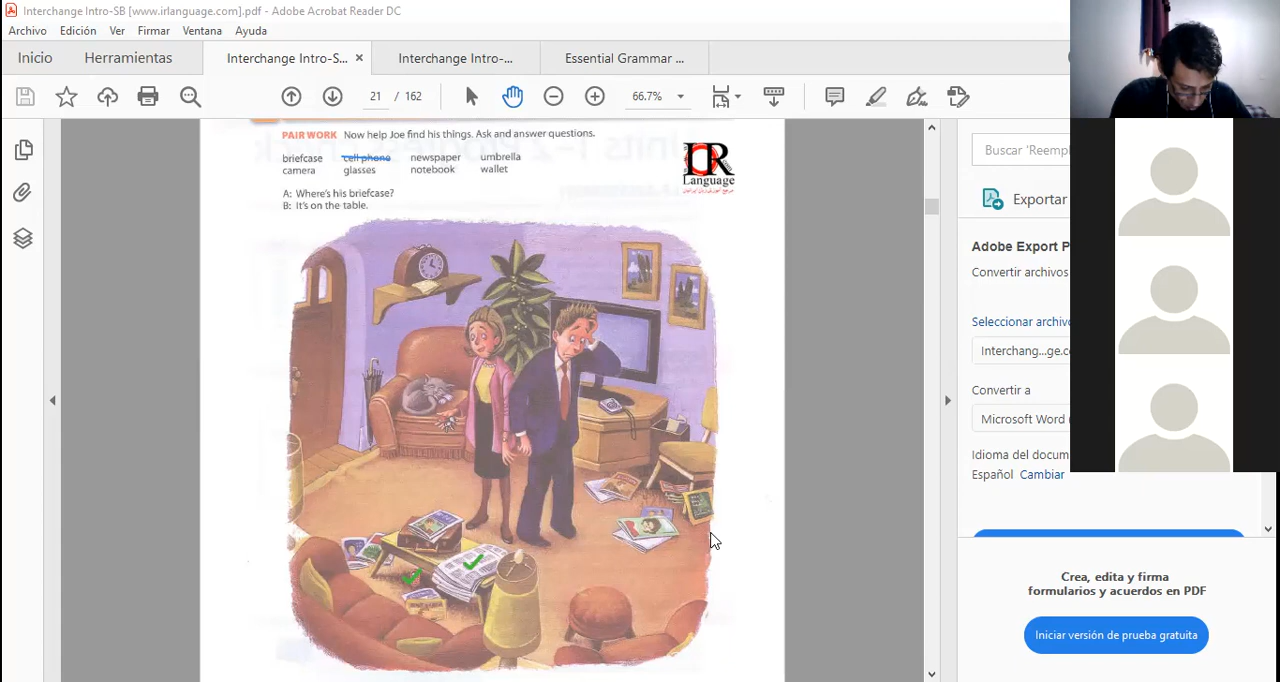 Interchange Intro-SB [www.irlanguage.com].pdf - Adobe Acrobat Reader DC
Archivo Edición Ver Firmar Ventana Ayuda
Inicio Herramientas Interchange Intro-S... × Interchange Intro-... Essential Grammar ...
21 / 162 66.7%
PAIR WORK Now help Joe find his things. Ask and answer questions.
briefcase cell phone newspaper umbrella
camera glasses notebook wallet
A: Where's his briefcase?
B: It's on the table.
Language
Buscar 'Reempl
Exportar
Adobe Export P
Convertir archivos
Seleccionar archivo
Interchang...ge.co
Convertir a
Microsoft Word (
Idioma del docum
Español Cambiar
Crea, edita y firma
formularios y acuerdos en PDF
Iniciar versión de prueba gratuita